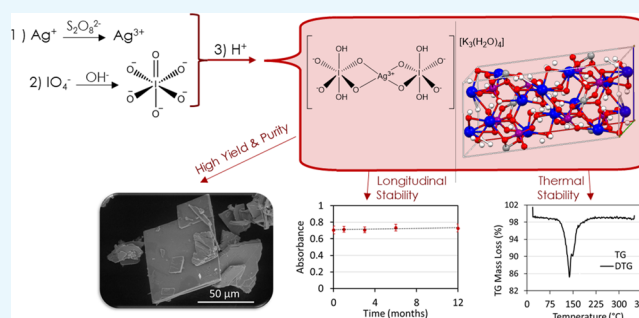 1 ) Ag⁺ S₂O₈²⁻ Ag³⁺
2) IO₄⁻ OH⁻
O
O⁻ O⁻
I
O⁻ O⁻
O⁻
3) H⁺
[K₃(H₂O)₄]
OH OH
O⁻ O O O⁻
I Ag³⁺ I
O⁻ O O O⁻
OH OH
High Yield & Purity
Longitudinal
Stability
Thermal
Stability
50 µm
Absorbance
1
0.8
0.6
0.4
0.2
0
0 4 8 12
Time (months)
TG Mass Loss (%)
102
98
94
90
86
82
TG
DTG
0 75 150 225 300
Temperature (°C)